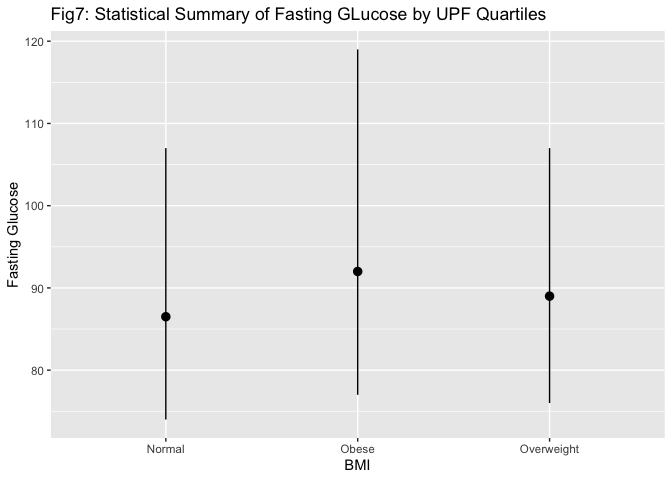 Fig7: Statistical Summary of Fasting GLucose by UPF Quartiles
120
110
100
90
80
Fasting Glucose
Normal
Obese
Overweight
BMI